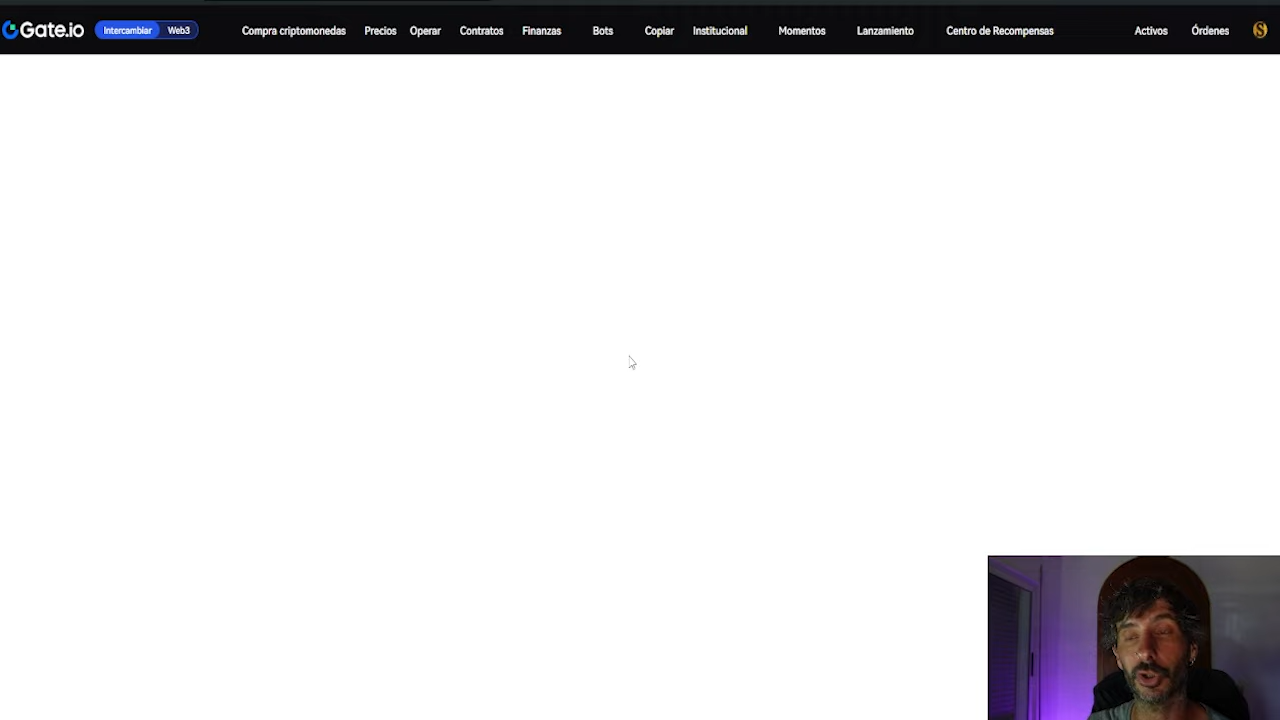 Gate.io Intercambiar Web3 Compra criptomonedas Precios Operar Contratos Finanzas Bots Copiar Institucional Momentos Lanzamiento Centro de Recompensas Activos Órdenes S